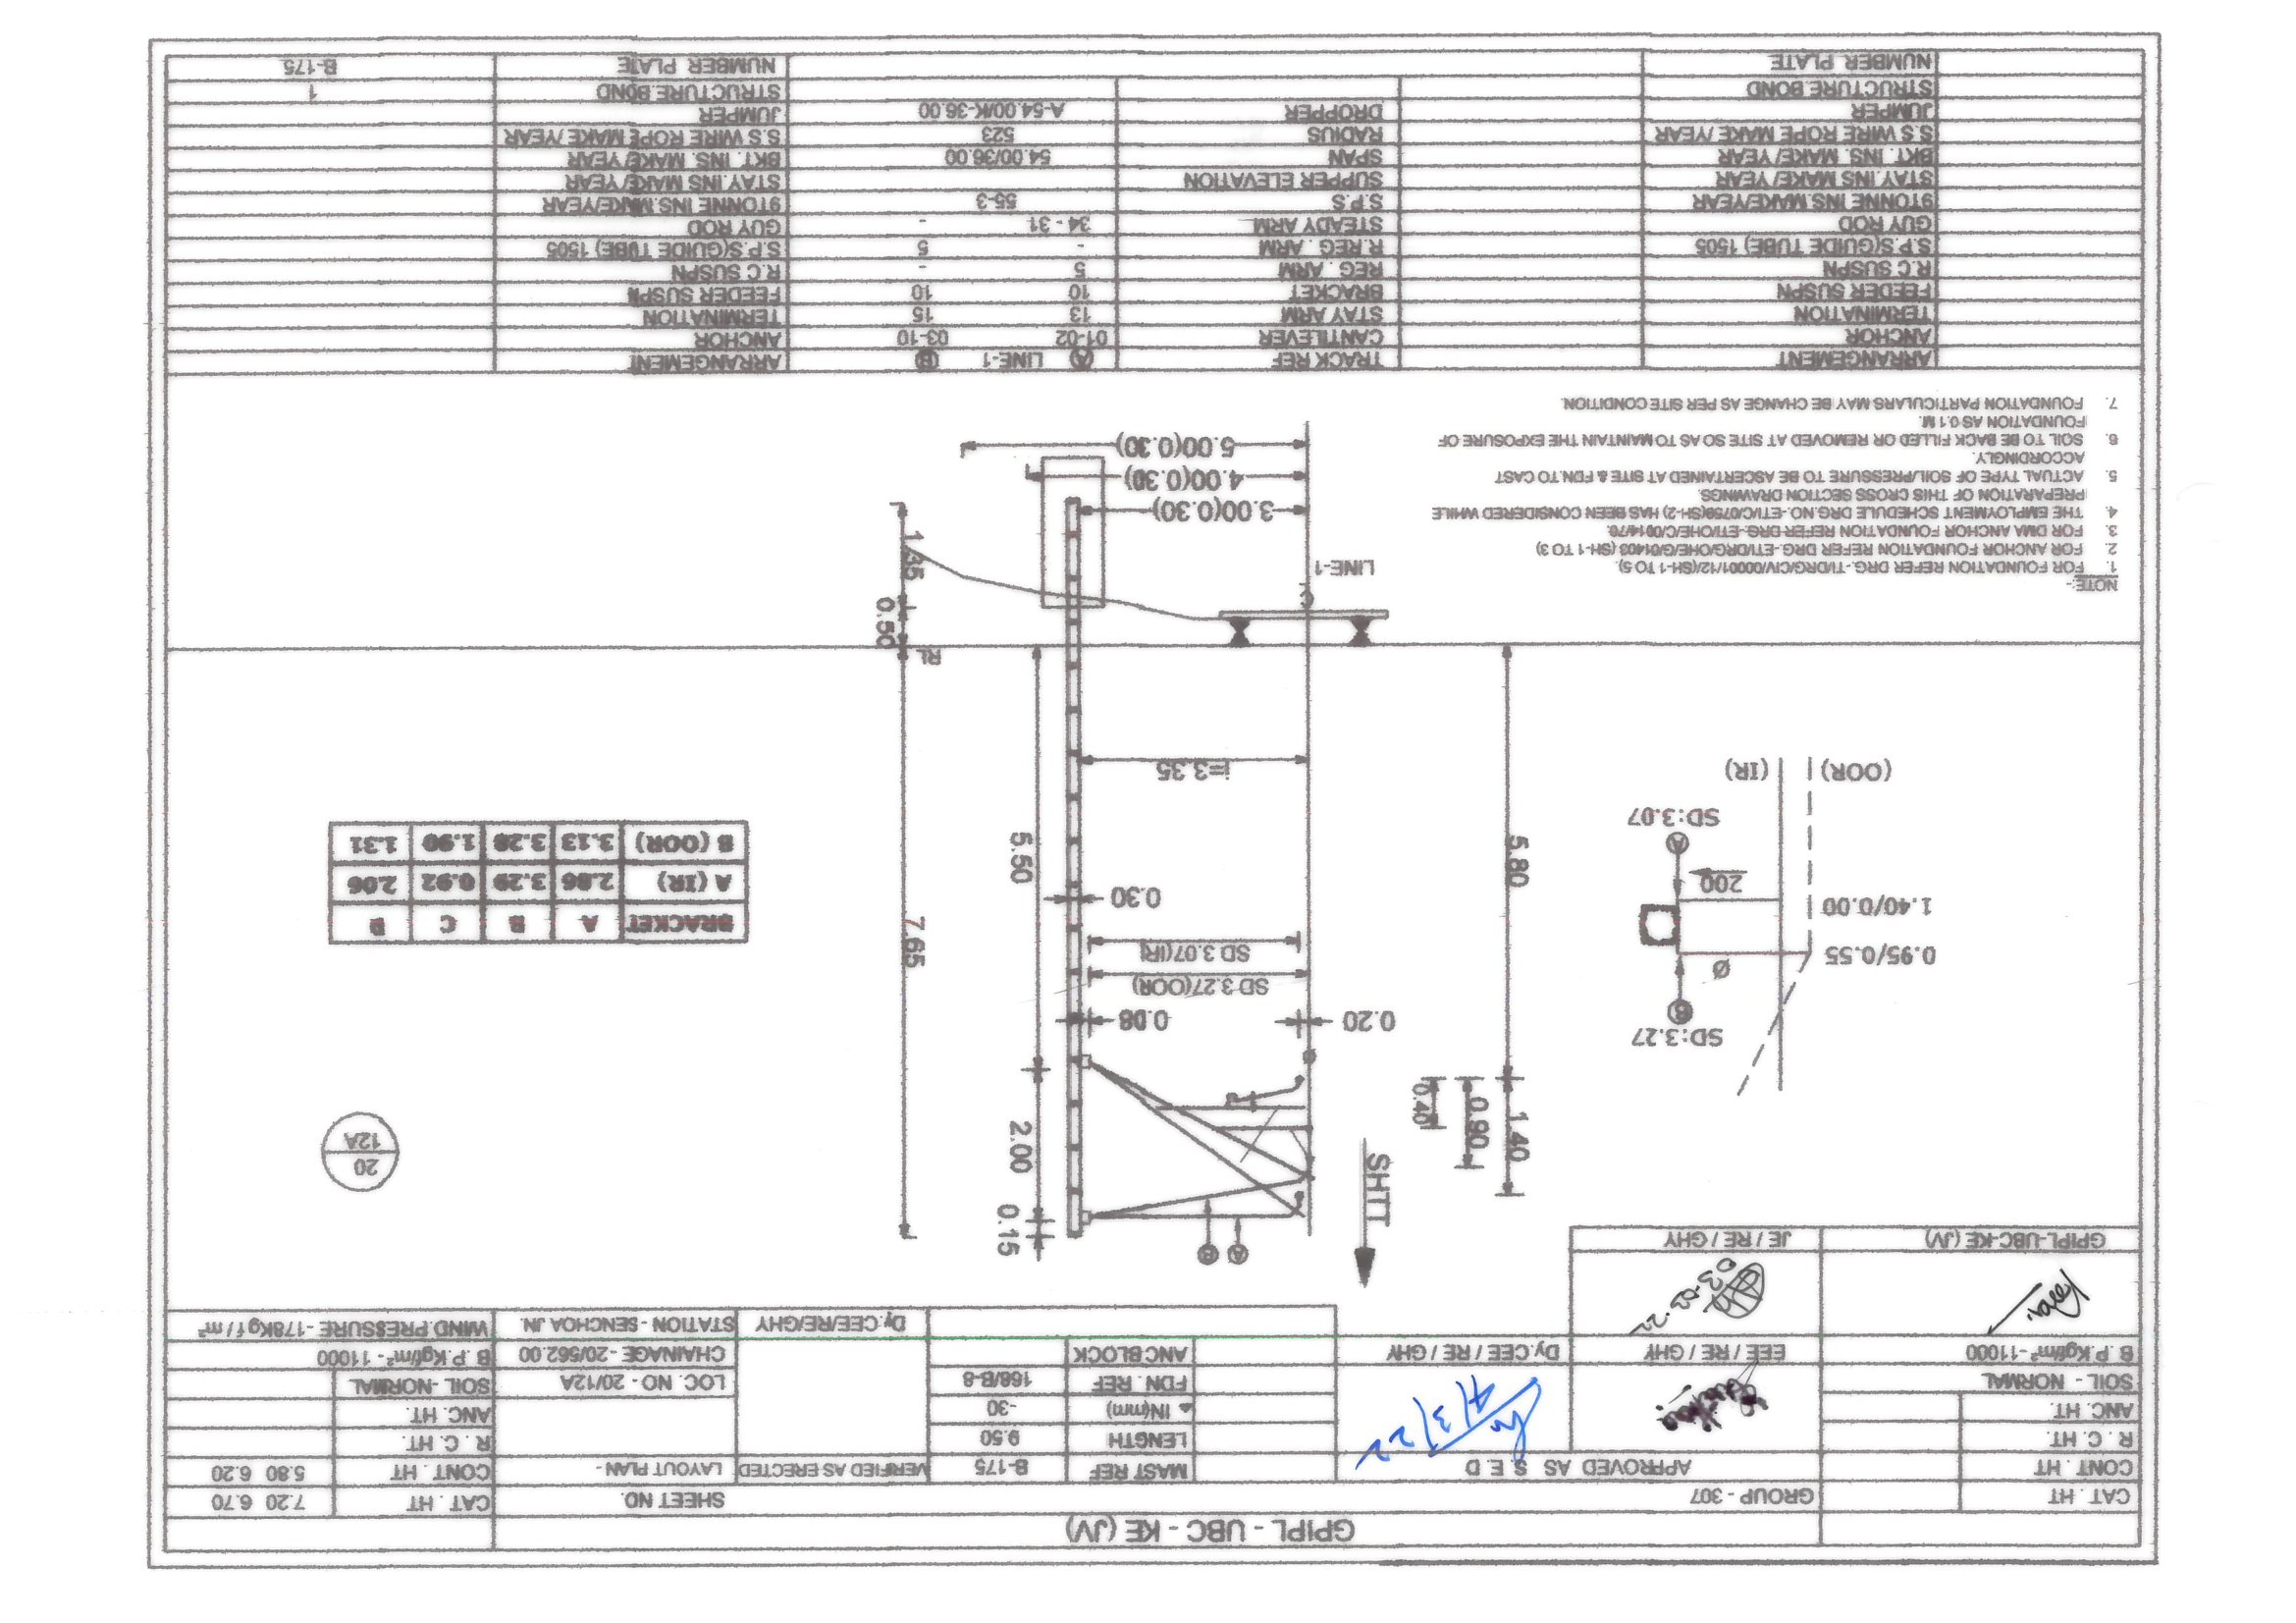 GPIPL - UBC - KE (JV)
CAT . HT
GROUP - 307
SHEET NO.
CAT . HT 7.20 6.70
CONT . HT
APPROVED AS S. E. D
MAST REF B-175
VERIFIED AS ERECTED
LAYOUT PLAN -
CONT . HT 5.80 6.20
R . C. HT.
LENGTH 9.50
R . C. HT.
ANC. HT.
IN(mm) -30
ANC. HT.
4/3/22
SOIL - NORMAL
FDN . REF 168/B-8
LOC. NO - 20/12A
SOIL -NORMAL
B .P.Kgf/m² -11000
EEE / RE / GHY
Dy.CEE / RE / GHY
ANC BLOCK
CHAINAGE -20/562.00
B .P.Kgf/m² - 11000
Dy.CEE/RE/GHY
STATION - SENCHOA JN.
WIND.PRESSURE -178Kg f / m²
03-03-22
GPIPL-UBC-KE (JV)
JE / RE / GHY
SHTT
A B
0.15
2.00
1.40
0.90
0.40
20
12A
SD:3.27
B
0.20
0.08
0.95/0.55
Ø
SD 3.27(OOR)
SD 3.07(IR)
7.65
1.40/0.00
200
0.30
5.80
5.50
A
SD:3.07
BRACKET A B C D
A (IR) 2.86 3.29 0.92 2.06
B (OOR) 3.13 3.28 1.90 1.31
(OOR) (IR)
i=3.35
RL
0.50
1.35
LINE-1
3.00(0.30)
4.00(0.30)
5.00(0.30)
NOTE:-
1. FOR FOUNDATION REFER DRG.-TI/DRG/CIV/00001/12/(SH-1 TO 5).
2. FOR ANCHOR FOUNDATION REFER DRG.-ETI/DRG/OHE/G/01403 (SH-1 TO 3)
3. FOR DMA ANCHOR FOUNDATION REFER DRG.-ETI/OHE/C/0014/76.
4. THE EMPLOYMENT SCHEDULE DRG.NO.-ETI/C/0759(SH-2) HAS BEEN CONSIDERED WHILE
PREPARATION OF THIS CROSS SECTION DRAWINGS.
5. ACTUAL TYPE OF SOIL/PRESSURE TO BE ASCERTAINED AT SITE & FDN.TO CAST
ACCORDINGLY.
6. SOIL TO BE BACK FILLED OR REMOVED AT SITE SO AS TO MAINTAIN THE EXPOSURE OF
FOUNDATION AS 0.1 M.
7. FOUNDATION PARTICULARS MAY BE CHANGE AS PER SITE CONDITION.
ARRANGEMENT TRACK REF A LINE-1 B ARRANGEMENT
ANCHOR CANTILEVER 01-02 03-10 ANCHOR
TERMINATION STAY ARM 13 15 TERMINATION
FEEDER SUSPN BRACKET 10 10 FEEDER SUSPN
R.C SUSPN REG . ARM 5 - R.C SUSPN
S.P.S(GUIDE TUBE) 1505 R.REG . ARM - 5 S.P.S(GUIDE TUBE) 1505
GUY ROD STEADY ARM 34 - 31 - GUY ROD
9TONNE INS.MAKE/YEAR S.P.S 55-3 9TONNE INS.MAKE/YEAR
STAY.INS MAKE/ YEAR SUPPER ELEVATION STAY.INS MAKE/ YEAR
BKT. INS. MAKE/ YEAR SPAN 54.00/36.00 BKT. INS. MAKE/ YEAR
S.S WIRE ROPE MAKE /YEAR RADIUS 523 S.S WIRE ROPE MAKE /YEAR
JUMPER DROPPER A-54.00/K-36.00 JUMPER
STRUCTURE.BOND STRUCTURE.BOND 1
NUMBER PLATE NUMBER PLATE B-175